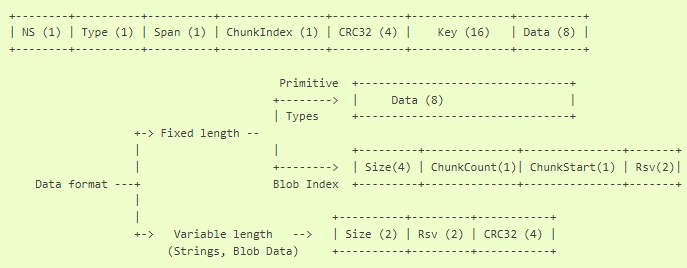 | NS (1) | Type (1) | Span (1) | ChunkIndex (1) | CRC32 (4) | Key (16) | Data (8) |
Primitive
| Data (8) |
| Types
+-> Fixed length --
| Size(4) | ChunkCount(1)| ChunkStart(1) | Rsv(2)|
Data format ---+
Blob Index
+-> Variable length --> | Size (2) | Rsv (2) | CRC32 (4) |
(Strings, Blob Data)